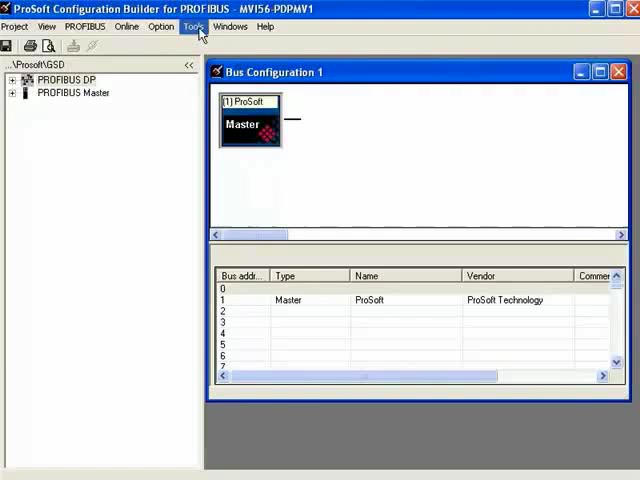 ProSoft Configuration Builder for PROFIBUS - MVI56-PDPMV1
Project View PROFIBUS Online Option Tools Windows Help
...\Prosoft\GSD <<
PROFIBUS DP
PROFIBUS Master
Bus Configuration 1
(1) ProSoft
Master
Bus addr... Type Name Vendor Commen
0
1 Master ProSoft ProSoft Technology
2
3
4
5
6
7